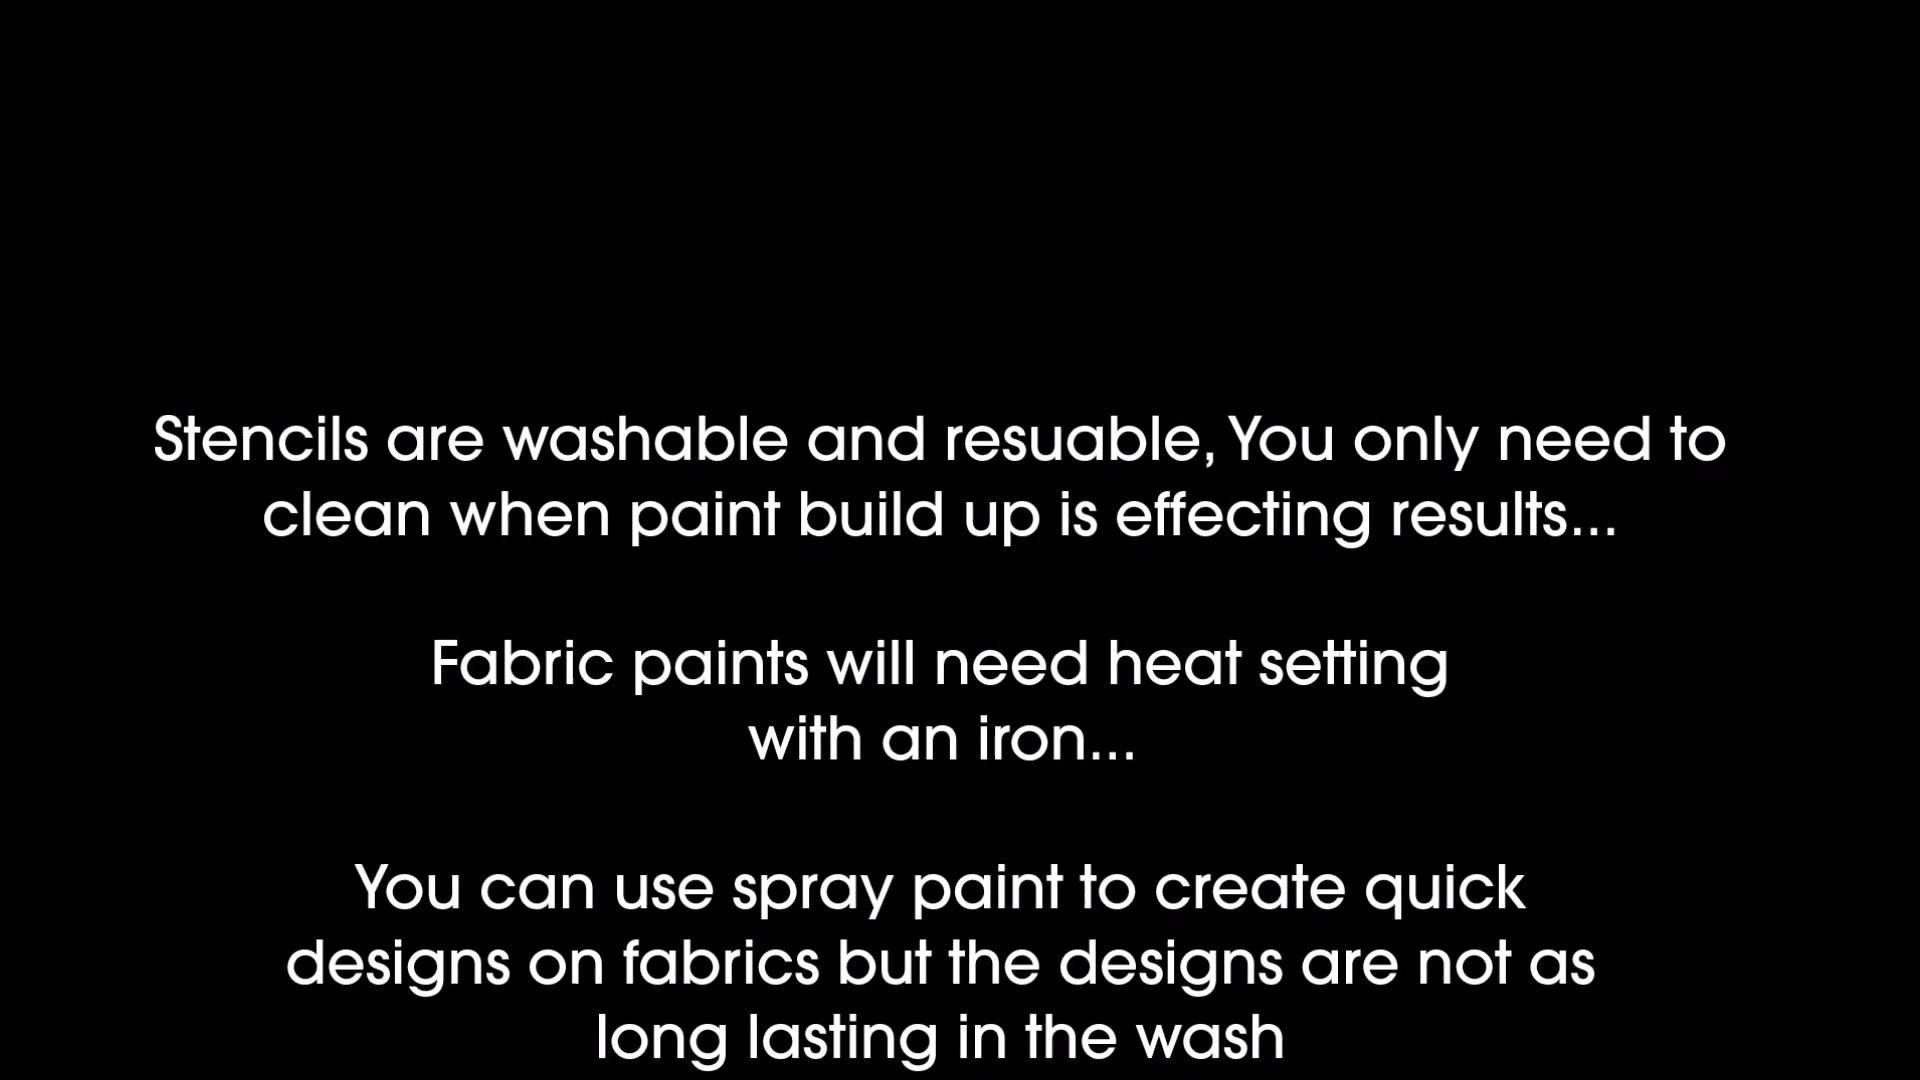 Stencils are washable and resuable, You only need to
clean when paint build up is effecting results...
Fabric paints will need heat setting
with an iron...
You can use spray paint to create quick
designs on fabrics but the designs are not as
long lasting in the wash